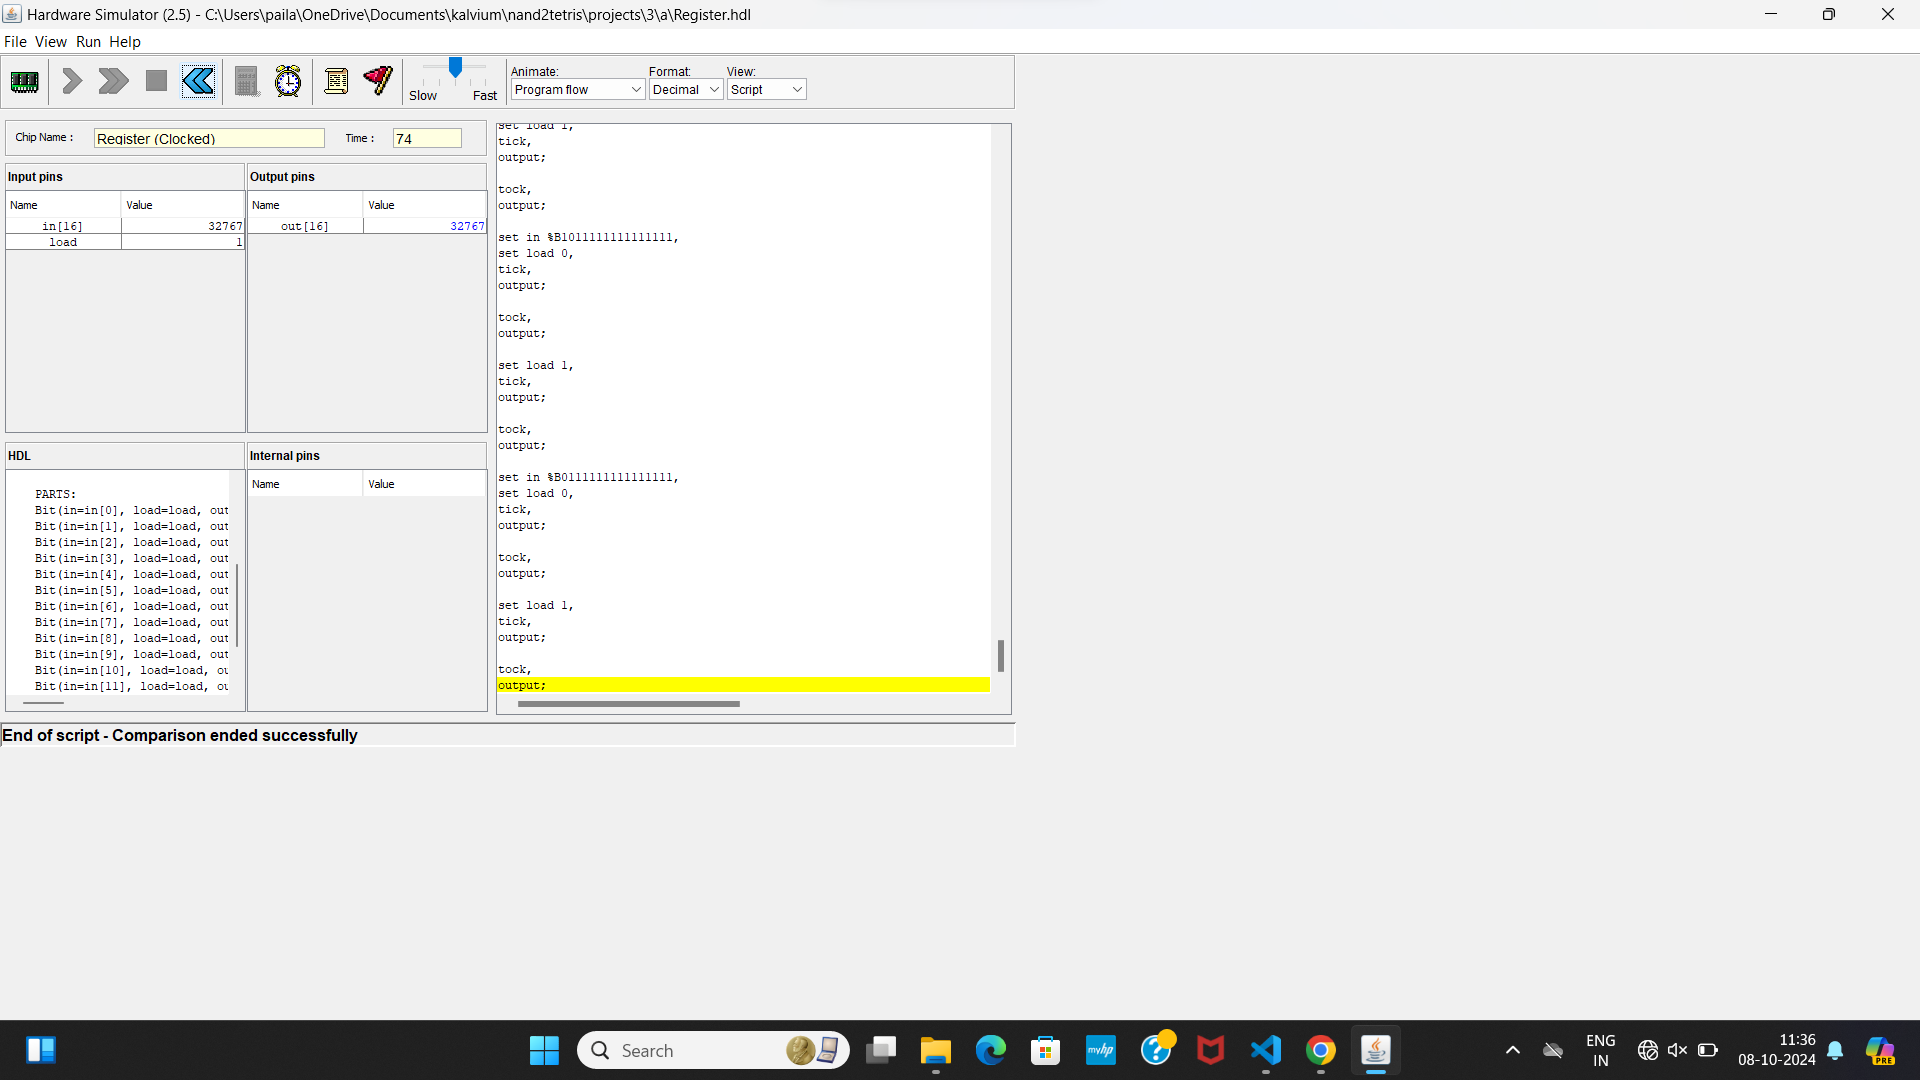 Hardware Simulator (2.5) - C:\Users\paila\OneDrive\Documents\kalvium\nand2tetris\projects\3\a\Register.hdl
File View Run Help
Slow Fast
Animate: Format: View:
Program flow Decimal Script
Chip Name : Register (Clocked) Time : 74
Input pins
Name Value
in[16] 32767
load 1
Output pins
Name Value
out[16] 32767
HDL
PARTS:
Bit(in=in[0], load=load, out
Bit(in=in[1], load=load, out
Bit(in=in[2], load=load, out
Bit(in=in[3], load=load, out
Bit(in=in[4], load=load, out
Bit(in=in[5], load=load, out
Bit(in=in[6], load=load, out
Bit(in=in[7], load=load, out
Bit(in=in[8], load=load, out
Bit(in=in[9], load=load, out
Bit(in=in[10], load=load, ou
Bit(in=in[11], load=load, ou
Internal pins
Name Value
set load 1,
tick,
output;
tock,
output;
set in %B1011111111111111,
set load 0,
tick,
output;
tock,
output;
set load 1,
tick,
output;
tock,
output;
set in %B0111111111111111,
set load 0,
tick,
output;
tock,
output;
set load 1,
tick,
output;
tock,
output;
End of script - Comparison ended successfully
Search
myhp
ENG
IN
11:36
08-10-2024
PRE